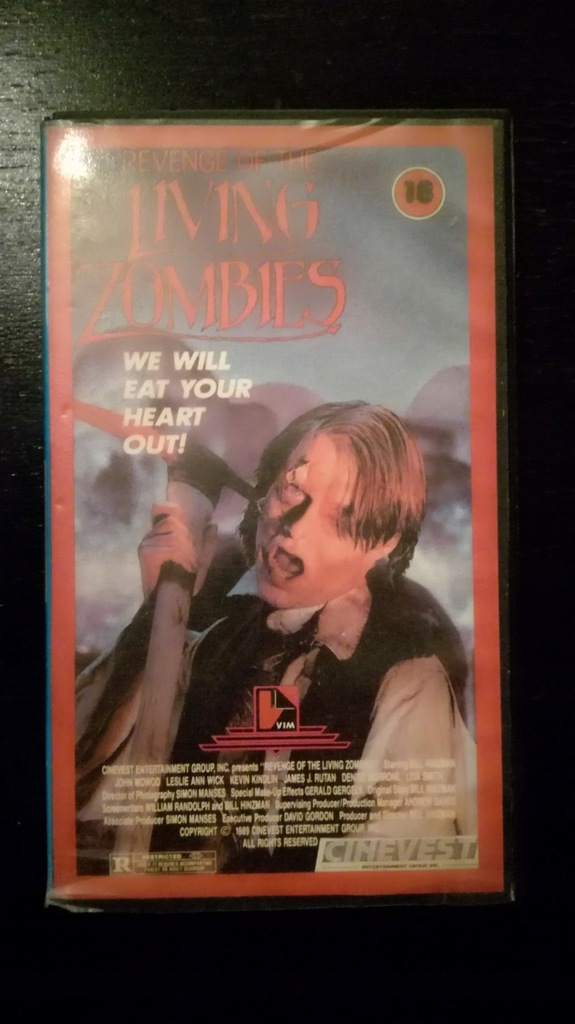 REVENGE OF THE
LIVING
ZOMBIES
18
WE WILL
EAT YOUR
HEART
OUT!
VIM
CINEVEST ENTERTAINMENT GROUP, INC. presents "REVENGE OF THE LIVING ZOMBIES" Starring BILL HINZMAN
JOHN MOWOD LESLIE ANN WICK KEVIN KINDLIN JAMES J. RUTAN DENISE MORRONE LISA SMITH
Director of Photography SIMON MANSES Special Make-Up Effects GERALD GERGELY Original Story BILL HINZMAN
Screenwriters WILLIAM RANDOLPH and BILL HINZMAN Supervising Producer/Production Manager ANDREW SANDS
Associate Producer SIMON MANSES Executive Producer DAVID GORDON Producer and Director BILL HINZMAN
COPYRIGHT © 1989 CINEVEST ENTERTAINMENT GROUP, INC.
ALL RIGHTS RESERVED
R RESTRICTED
CINEVEST
ENTERTAINMENT GROUP, INC.